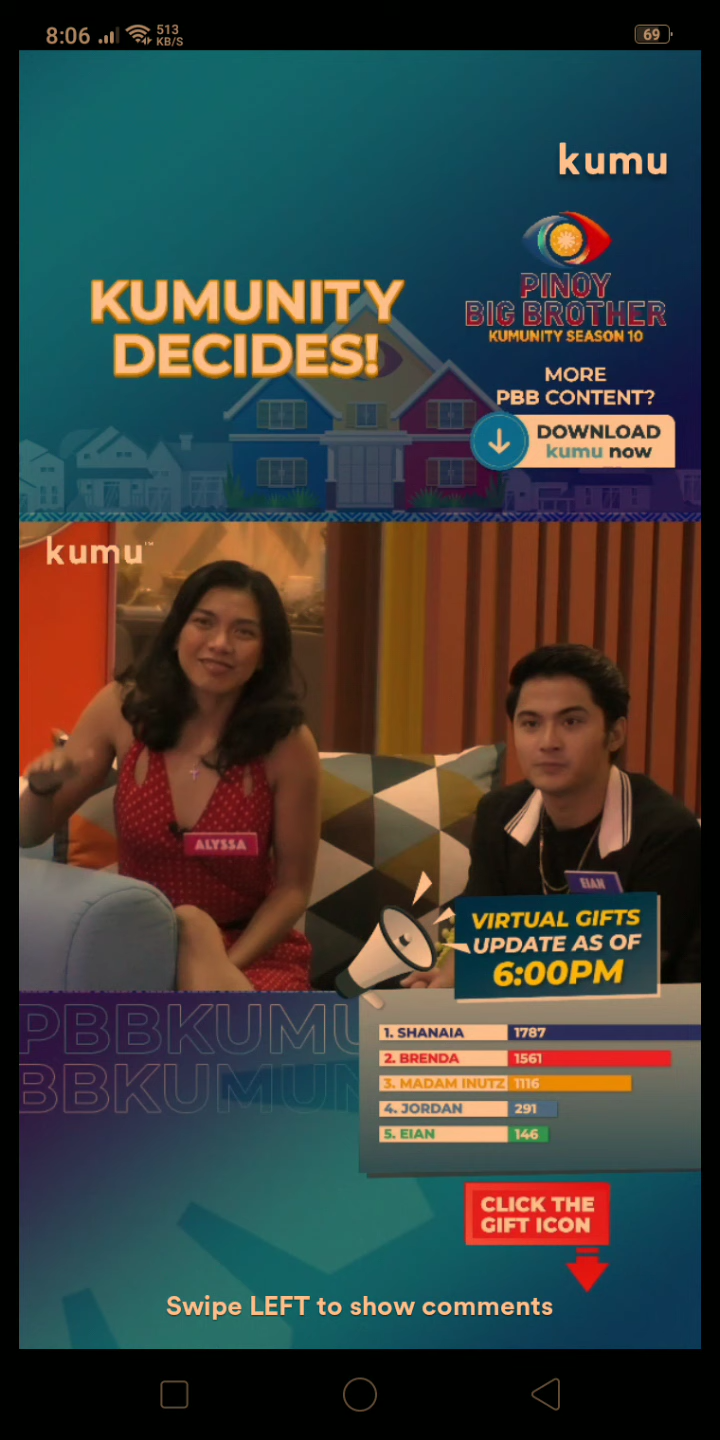 8:06
513
KB/S
69
kumu
PINOY
BIG BROTHER
KUMUNITY SEASON 10
KUMUNITY
DECIDES!
MORE
PBB CONTENT?
DOWNLOAD
kumu now
kumu™
ALYSSA
EIAN
VIRTUAL GIFTS
UPDATE AS OF
6:00PM
PBBKUMU
BBKUMUN
1. SHANAIA 1787
2. BRENDA 1561
3. MADAM INUTZ 1116
4. JORDAN 291
5. EIAN 146
CLICK THE
GIFT ICON
Swipe LEFT to show comments